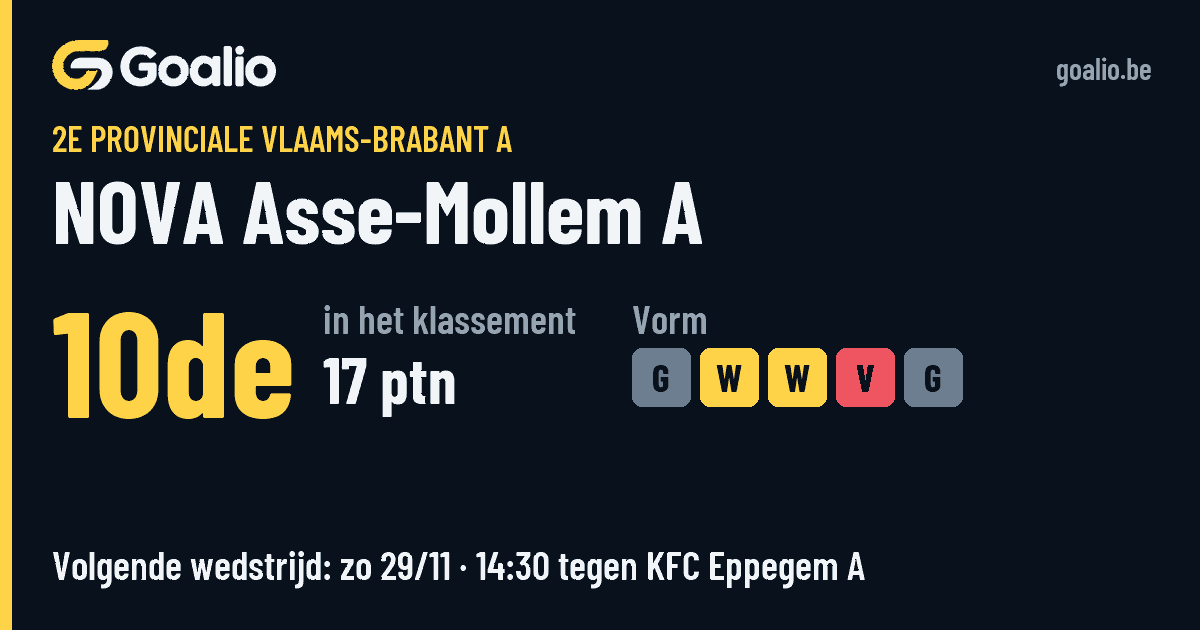 Goalio
goalio.be
2E PROVINCIALE VLAAMS-BRABANT A
NOVA Asse-Mollem A
10de
in het klassement
17 ptn
Vorm
G W W V G
Volgende wedstrijd: zo 29/11 · 14:30 tegen KFC Eppegem A